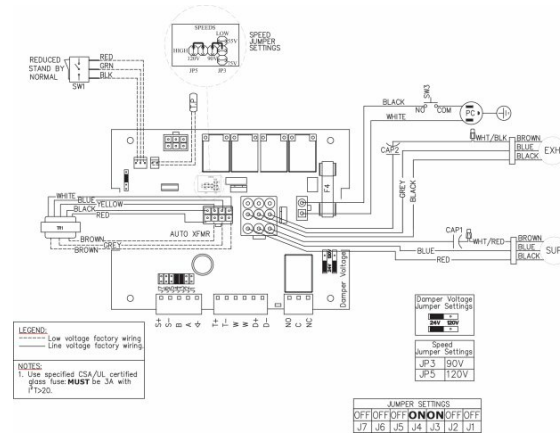 SPEEDS
LOW
55V
HIGH
120V
90V
75V
JP5
JP3
SPEED
JUMPER
SETTINGS
REDUCED
STAND BY
NORMAL
RED
GRN
BLK
SW1
T.P.
SW3
BLACK
NO
COM
PC
WHITE
WHT/BLK
BROWN
BLUE
BLACK
EXH
CAP2
GREY
BLACK
F4
WHITE
BLUE
YELLOW
BLACK
RED
TR1
BROWN
GREY
BROWN
AUTO XFMR
CAP1
WHT/RED
BROWN
BLUE
BLACK
SUP
BLUE
RED
Damper Voltage
S+
S-
B
A
T+
T-
W
W
D+
D-
NO
C
NC
Damper Voltage
Jumper Settings
24V 120V
Speed
Jumper Settings
JP3 90V
JP5 120V
LEGEND:
Low voltage factory wiring
Line voltage factory wiring.
NOTES:
1. Use specified CSA/UL certified
glass fuse: MUST be 3A with
I²T>20.
JUMPER SETTINGS
OFF OFF OFF ON ON OFF OFF
J7 J6 J5 J4 J3 J2 J1